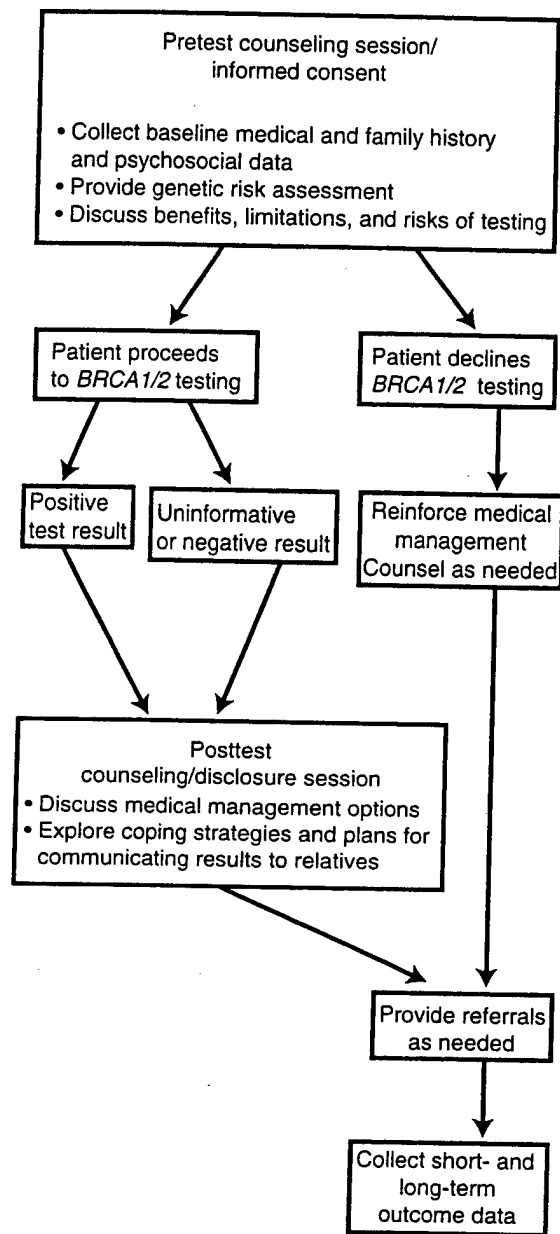 Pretest counseling session/
informed consent
• Collect baseline medical and family history
and psychosocial data
• Provide genetic risk assessment
• Discuss benefits, limitations, and risks of testing
Patient proceeds
to BRCA1/2 testing
Patient declines
BRCA1/2 testing
Positive
test result
Uninformative
or negative result
Reinforce medical
management
Counsel as needed
Posttest
counseling/disclosure session
• Discuss medical management options
• Explore coping strategies and plans for
communicating results to relatives
Provide referrals
as needed
Collect short- and
long-term
outcome data